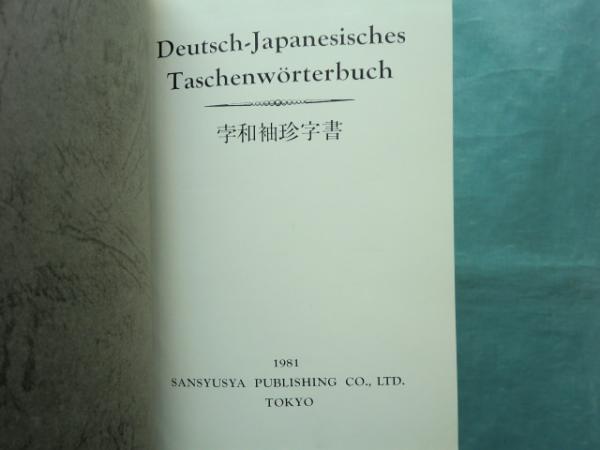 Deutsch-Japanesisches
Taschenwörterbuch
孛和袖珍字書
1981
SANSYUSYA PUBLISHING CO., LTD.
TOKYO